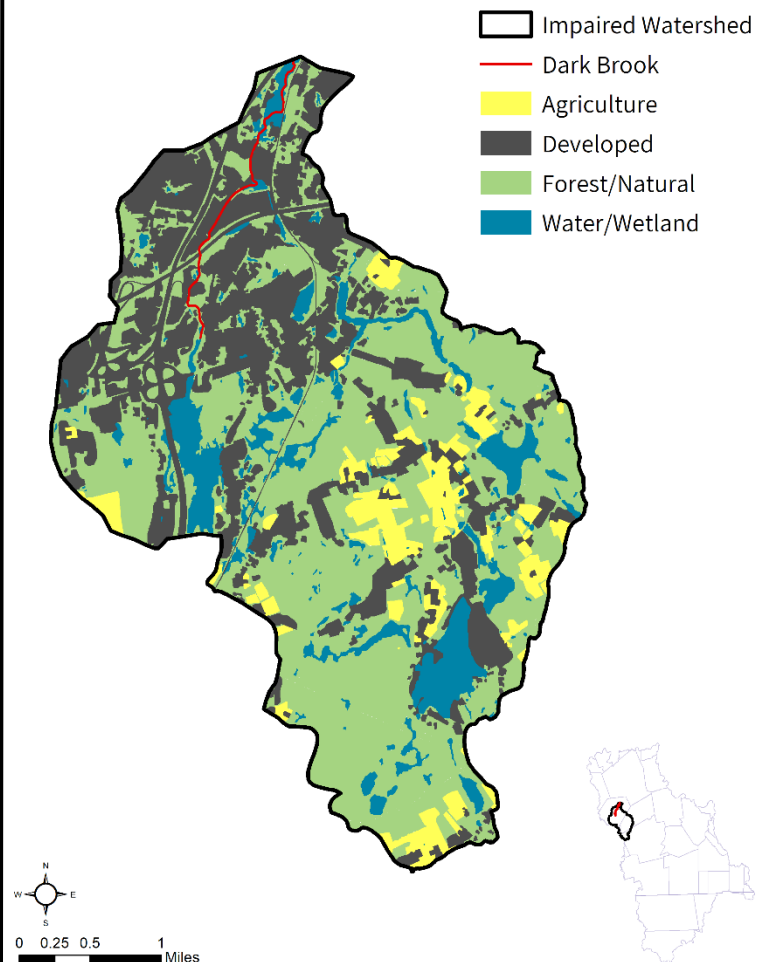 Impaired Watershed
Dark Brook
Agriculture
Developed
Forest/Natural
Water/Wetland
N
W E
S
0 0.25 0.5 1
Miles